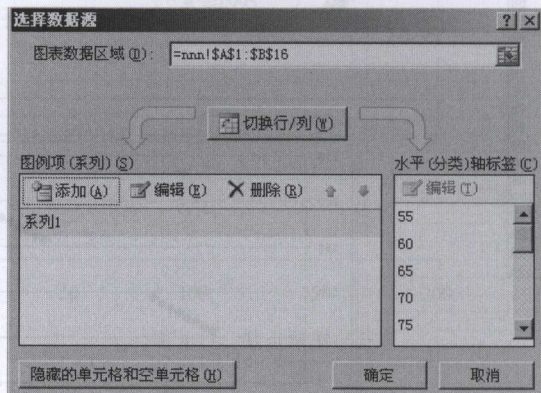 选择数据源
图表数据区域(D): =nnn!$A$1:$B$16
切换行/列(W)
图例项(系列)(S)
添加(A) 编辑(E) 删除(R)
系列1
水平(分类)轴标签(C)
编辑(T)
55
60
65
70
75
隐藏的单元格和空单元格(H) 确定 取消